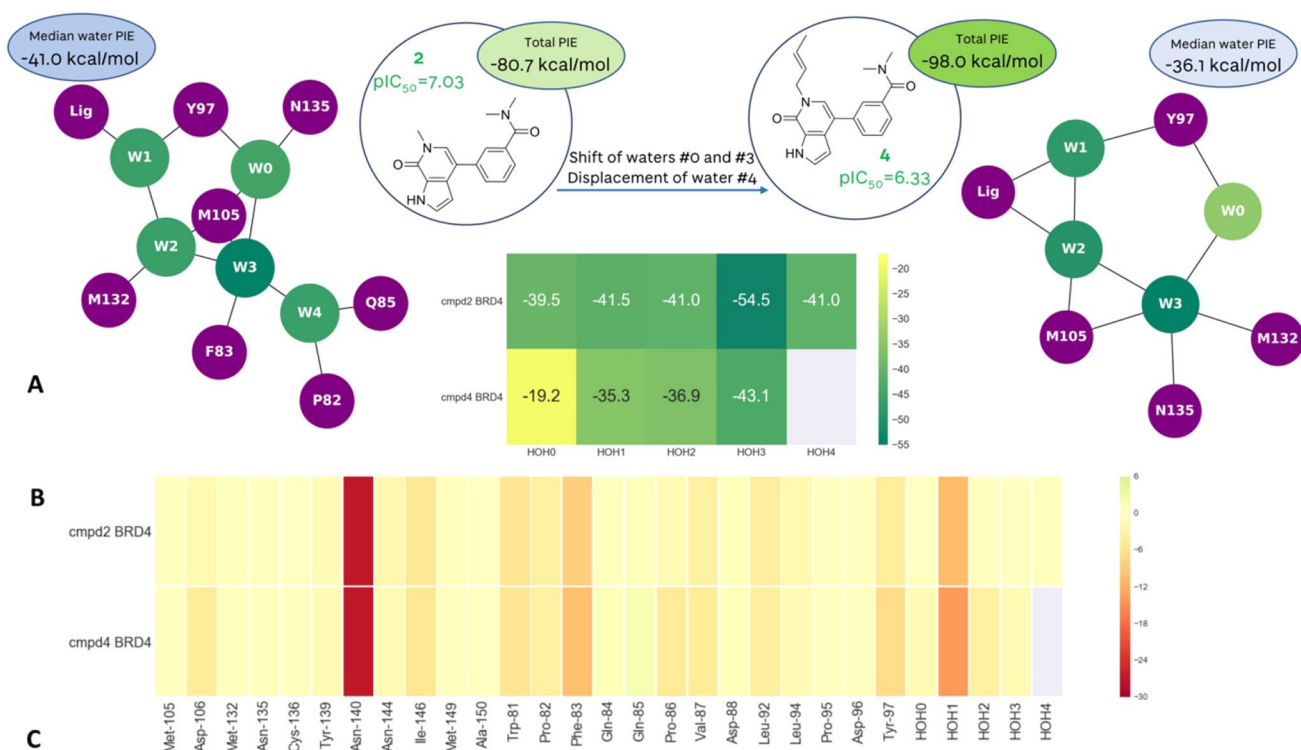 Median water PIE
-41.0 kcal/mol
Lig
Y97
N135
W1
W0
M105
W2
W3
M132
W4
Q85
F83
P82
A
2
pIC50=7.03
Total PIE
-80.7 kcal/mol
N
O
N
O
HN
Shift of waters #0 and #3
Displacement of water #4
Total PIE
-98.0 kcal/mol
4
pIC50=6.33
N
O
N
O
HN
Median water PIE
-36.1 kcal/mol
Y97
W1
Lig
W0
W2
W3
M105
M132
N135
cmpd2 BRD4
-39.5 -41.5 -41.0 -54.5 -41.0
cmpd4 BRD4
-19.2 -35.3 -36.9 -43.1
HOH0 HOH1 HOH2 HOH3 HOH4
−20
−25
−30
−35
−40
−45
−50
−55
B
cmpd2 BRD4
cmpd4 BRD4
6
0
−6
−12
−18
−24
−30
Met-105 Asp-106 Met-132 Asn-135 Cys-136 Tyr-139 Asn-140 Asn-144 Ile-146 Met-149 Ala-150 Trp-81 Pro-82 Phe-83 Gln-84 Gln-85 Pro-86 Val-87 Asp-88 Leu-92 Leu-94 Pro-95 Asp-96 Tyr-97 HOH0 HOH1 HOH2 HOH3 HOH4
C